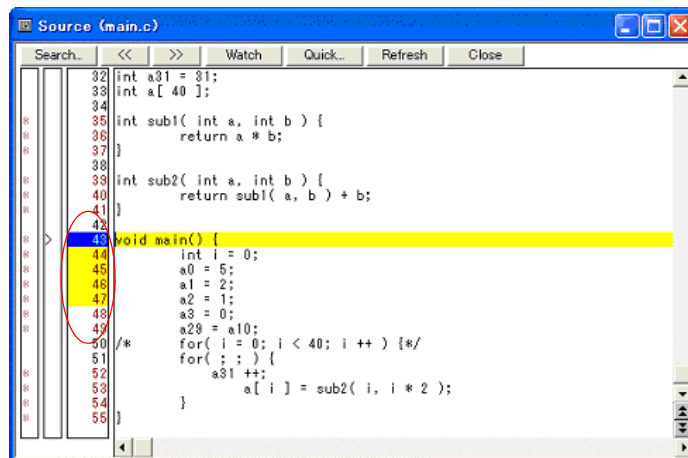 Source (main.c)
Search... << >> Watch Quick... Refresh Close
32 int a31 = 31;
33 int a[ 40 ];
34
35 int sub1( int a, int b ) {
36 return a * b;
37 }
38
39 int sub2( int a, int b ) {
40 return sub1( a, b ) + b;
41 }
42
43 void main() {
44 int i = 0;
45 a0 = 5;
46 a1 = 2;
47 a2 = 1;
48 a3 = 0;
49 a29 = a10;
50 /* for( i = 0; i < 40; i ++ ) {*/
51 for( ; ; ) {
52 a31 ++;
53 a[ i ] = sub2( i, i * 2 );
54 }
55 }